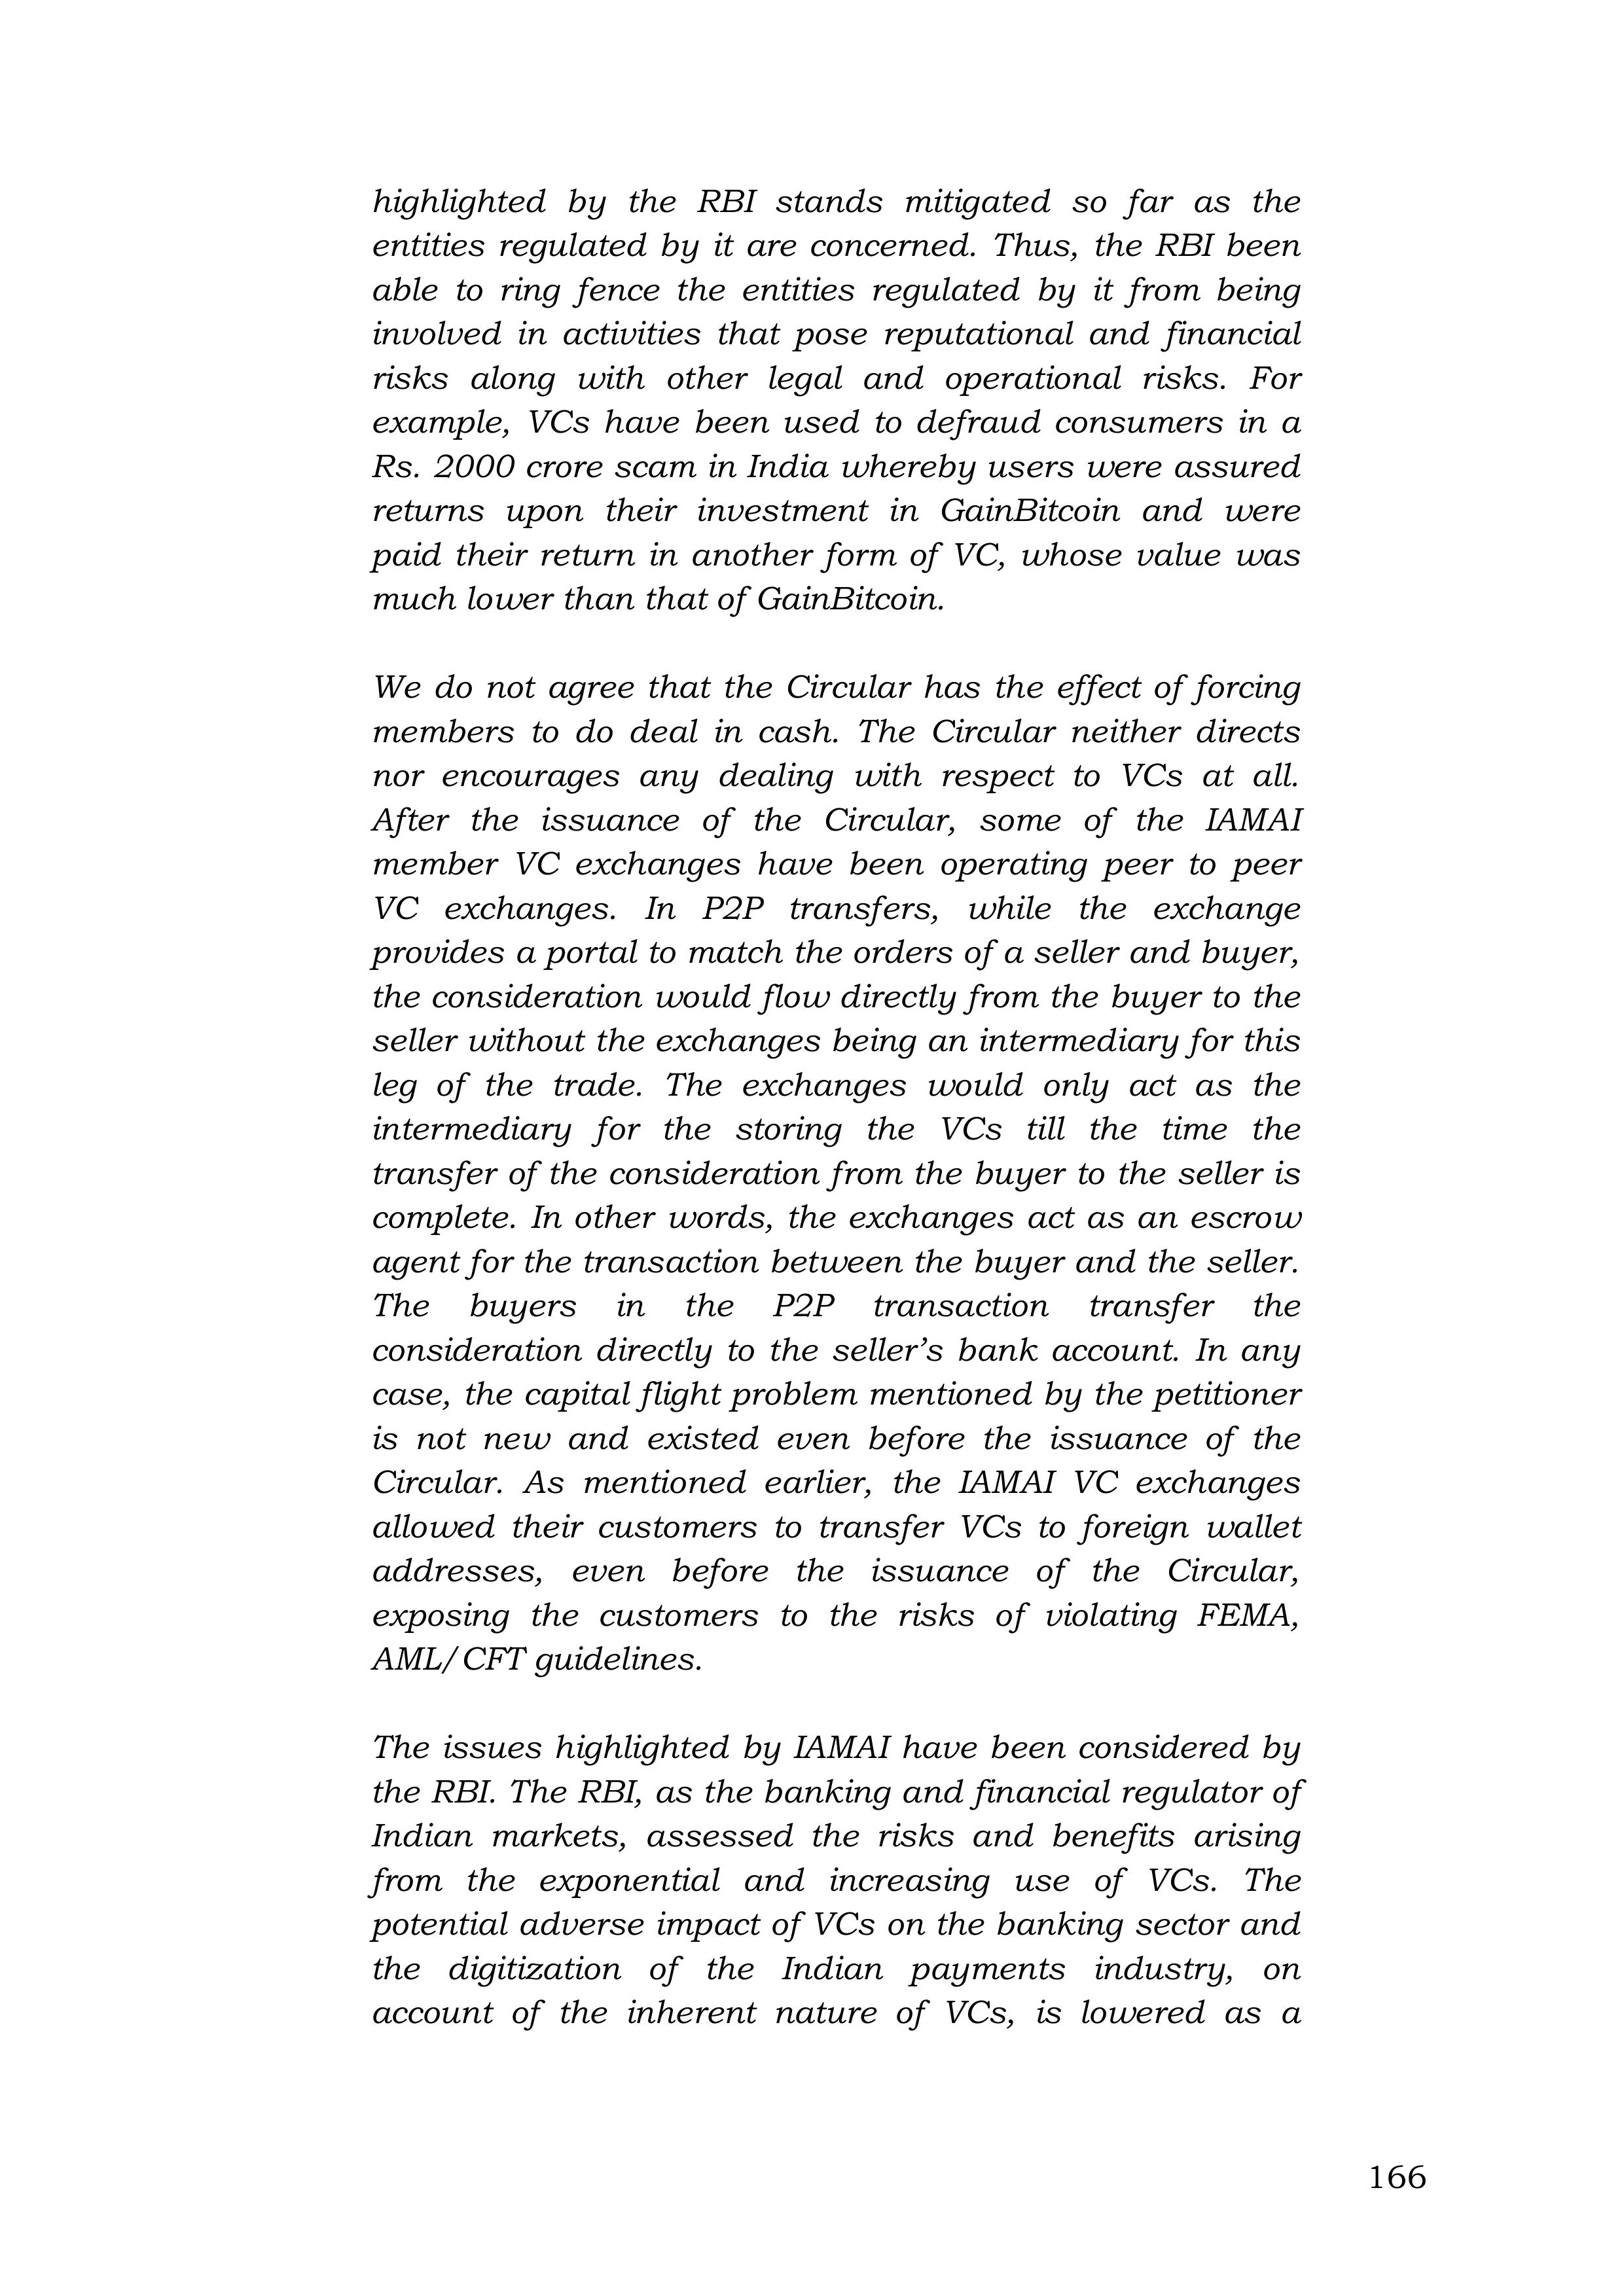 highlighted by the RBI stands mitigated so far as the
entities regulated by it are concerned. Thus, the RBI been
able to ring fence the entities regulated by it from being
involved in activities that pose reputational and financial
risks along with other legal and operational risks. For
example, VCs have been used to defraud consumers in a
Rs. 2000 crore scam in India whereby users were assured
returns upon their investment in GainBitcoin and were
paid their return in another form of VC, whose value was
much lower than that of GainBitcoin.
We do not agree that the Circular has the effect of forcing
members to do deal in cash. The Circular neither directs
nor encourages any dealing with respect to VCs at all.
After the issuance of the Circular, some of the IAMAI
member VC exchanges have been operating peer to peer
VC exchanges. In P2P transfers, while the exchange
provides a portal to match the orders of a seller and buyer,
the consideration would flow directly from the buyer to the
seller without the exchanges being an intermediary for this
leg of the trade. The exchanges would only act as the
intermediary for the storing the VCs till the time the
transfer of the consideration from the buyer to the seller is
complete. In other words, the exchanges act as an escrow
agent for the transaction between the buyer and the seller.
The buyers in the P2P transaction transfer the
consideration directly to the seller’s bank account. In any
case, the capital flight problem mentioned by the petitioner
is not new and existed even before the issuance of the
Circular. As mentioned earlier, the IAMAI VC exchanges
allowed their customers to transfer VCs to foreign wallet
addresses, even before the issuance of the Circular,
exposing the customers to the risks of violating FEMA,
AML/CFT guidelines.
The issues highlighted by IAMAI have been considered by
the RBI. The RBI, as the banking and financial regulator of
Indian markets, assessed the risks and benefits arising
from the exponential and increasing use of VCs. The
potential adverse impact of VCs on the banking sector and
the digitization of the Indian payments industry, on
account of the inherent nature of VCs, is lowered as a
166